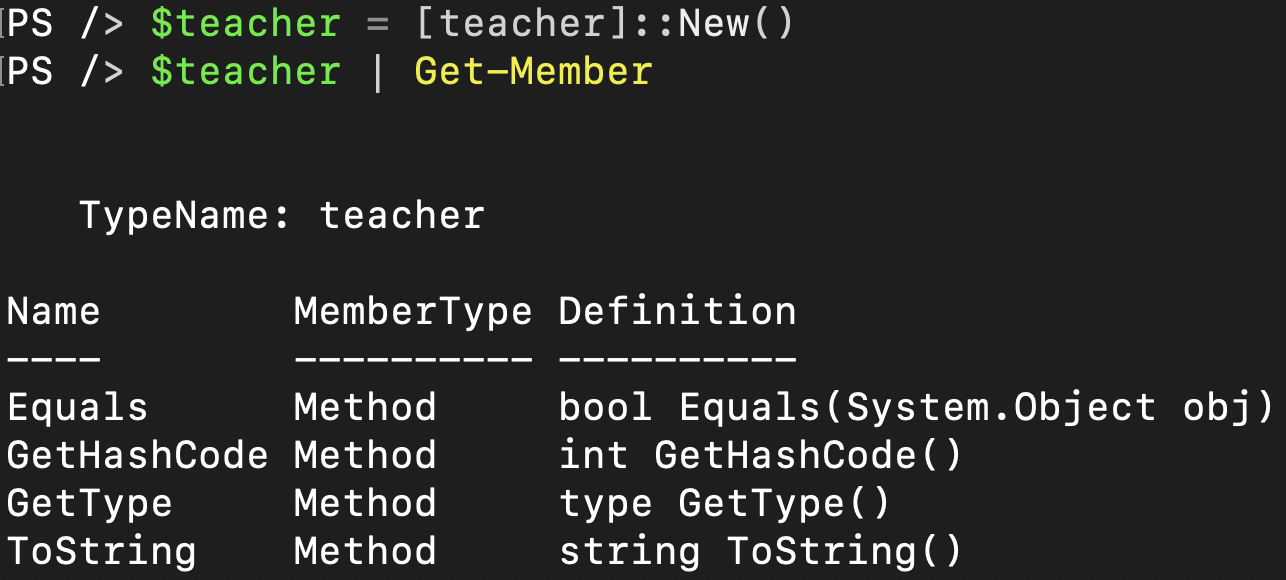 PS /> $teacher = [teacher]::New()
PS /> $teacher | Get-Member
TypeName: teacher
Name MemberType Definition
---- ---------- ----------
Equals Method bool Equals(System.Object obj)
GetHashCode Method int GetHashCode()
GetType Method type GetType()
ToString Method string ToString()